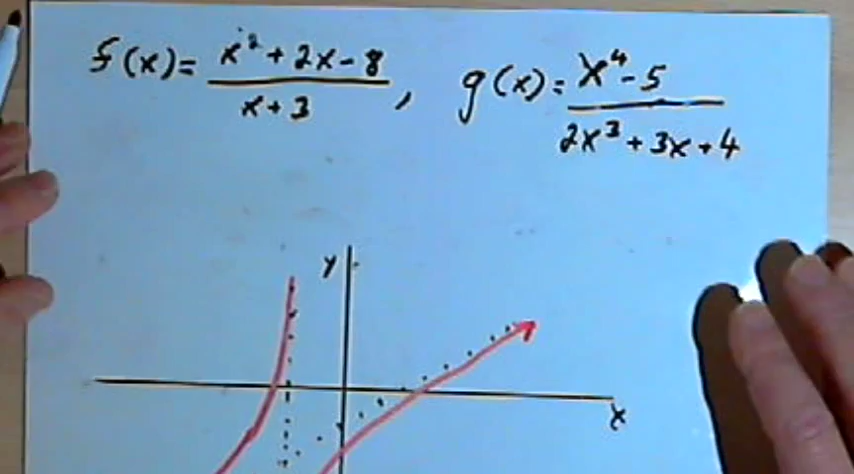 f(x) = (x² + 2x - 8)/(x + 3) , g(x) = (x⁴ - 5)/(2x³ + 3x + 4)
y
x